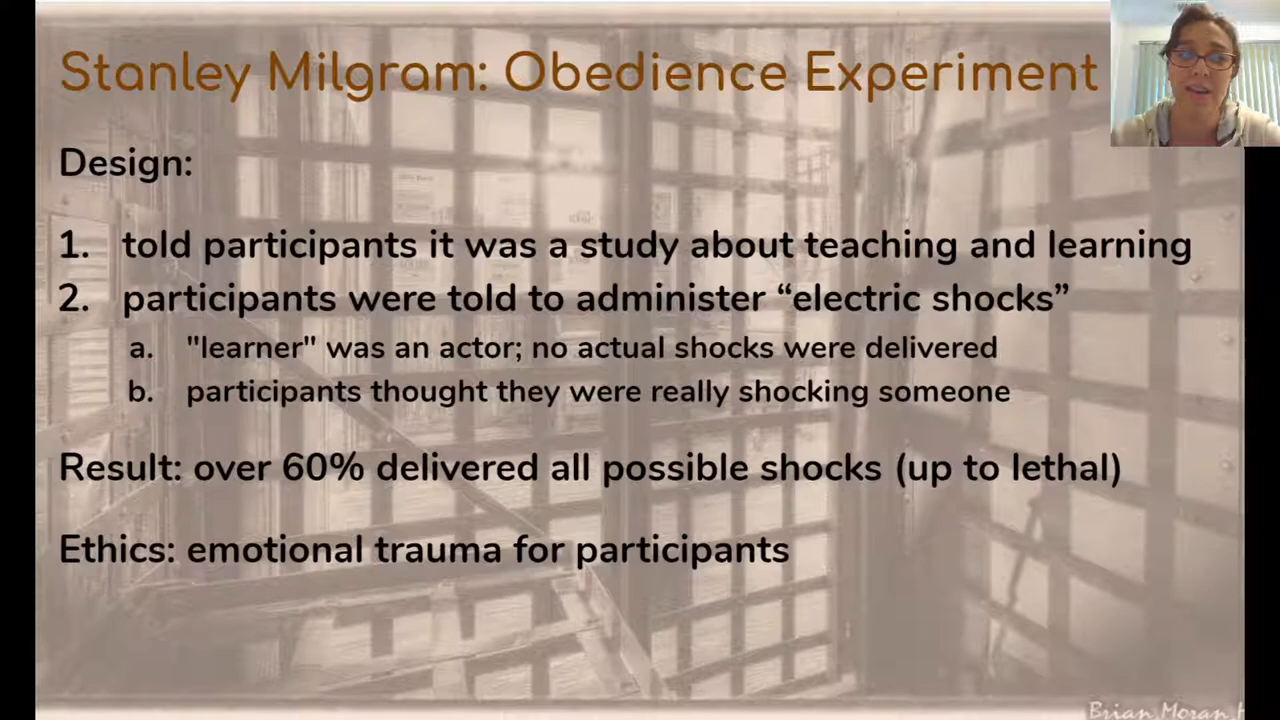 Stanley Milgram: Obedience Experiment
Design:
1. told participants it was a study about teaching and learning
2. participants were told to administer “electric shocks”
a. "learner" was an actor; no actual shocks were delivered
b. participants thought they were really shocking someone
Result: over 60% delivered all possible shocks (up to lethal)
Ethics: emotional trauma for participants
Brian Moran